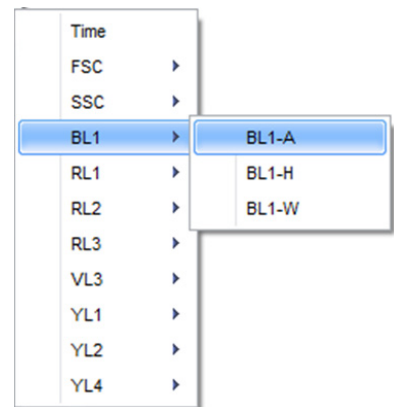 Time
FSC
SSC
BL1
BL1-A
RL1
BL1-H
RL2
BL1-W
RL3
VL3
YL1
YL2
YL4